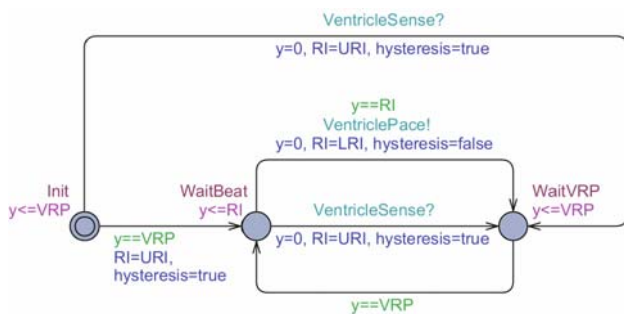 VentricleSense?
y=0, RI=URI, hysteresis=true
y==RI
VentriclePace!
y=0, RI=LRI, hysteresis=false
Init
y<=VRP
WaitBeat
y<=RI
VentricleSense?
y=0, RI=URI, hysteresis=true
WaitVRP
y<=VRP
y==VRP
RI=URI,
hysteresis=true
y==VRP